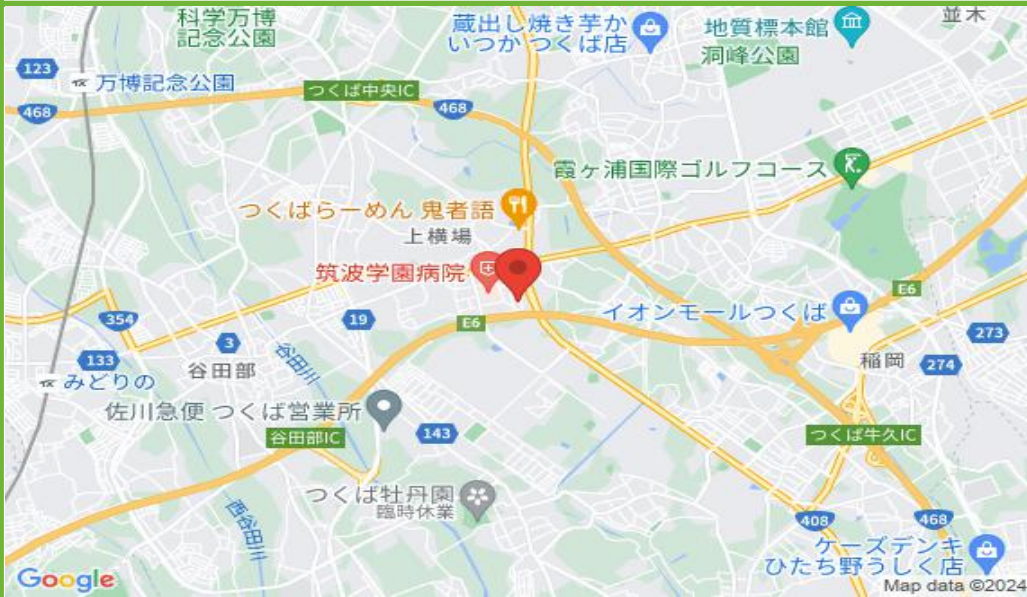 科学万博
記念公園
蔵出し焼き芋か
いつか つくば店
地質標本館
洞峰公園
並木
123
万博記念公園
つくば中央IC
468
468
霞ヶ浦国際ゴルフコース
つくばらーめん 鬼者語
上横場
筑波学園病院
E6
イオンモールつくば
354
19
E6
3
273
133
谷田川
稲岡
274
みどりの
谷田部
佐川急便 つくば営業所
谷田部IC
143
つくば牛久IC
つくば牡丹園
臨時休業
西谷田川
408
468
ケーズデンキ
ひたち野うしく店
Google
Map data ©2024